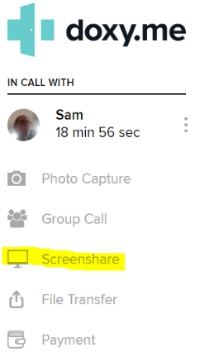 doxy.me
IN CALL WITH
Sam
18 min 56 sec
Photo Capture
Group Call
Screenshare
File Transfer
Payment